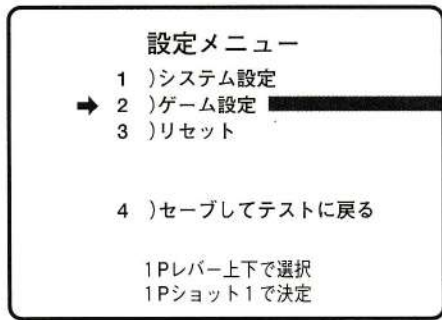 設定メニュー
1 )システム設定
➡ 2 )ゲーム設定
3 )リセット
4 )セーブしてテストに戻る
1Pレバー上下で選択
1Pショット1で決定